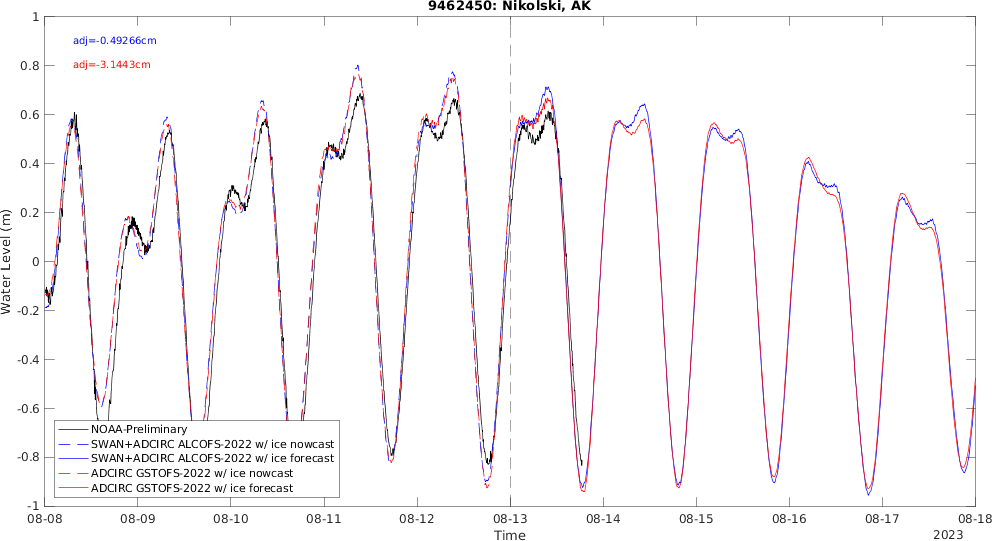 9462450: Nikolski, AK
adj=-0.49266cm
adj=-3.1443cm
1
0.8
0.6
0.4
0.2
0
-0.2
-0.4
-0.6
-0.8
-1
Water Level (m)
NOAA-Preliminary
SWAN+ADCIRC ALCOFS-2022 w/ ice nowcast
SWAN+ADCIRC ALCOFS-2022 w/ ice forecast
ADCIRC GSTOFS-2022 w/ ice nowcast
ADCIRC GSTOFS-2022 w/ ice forecast
08-08 08-09 08-10 08-11 08-12 08-13 08-14 08-15 08-16 08-17 08-18
Time
2023